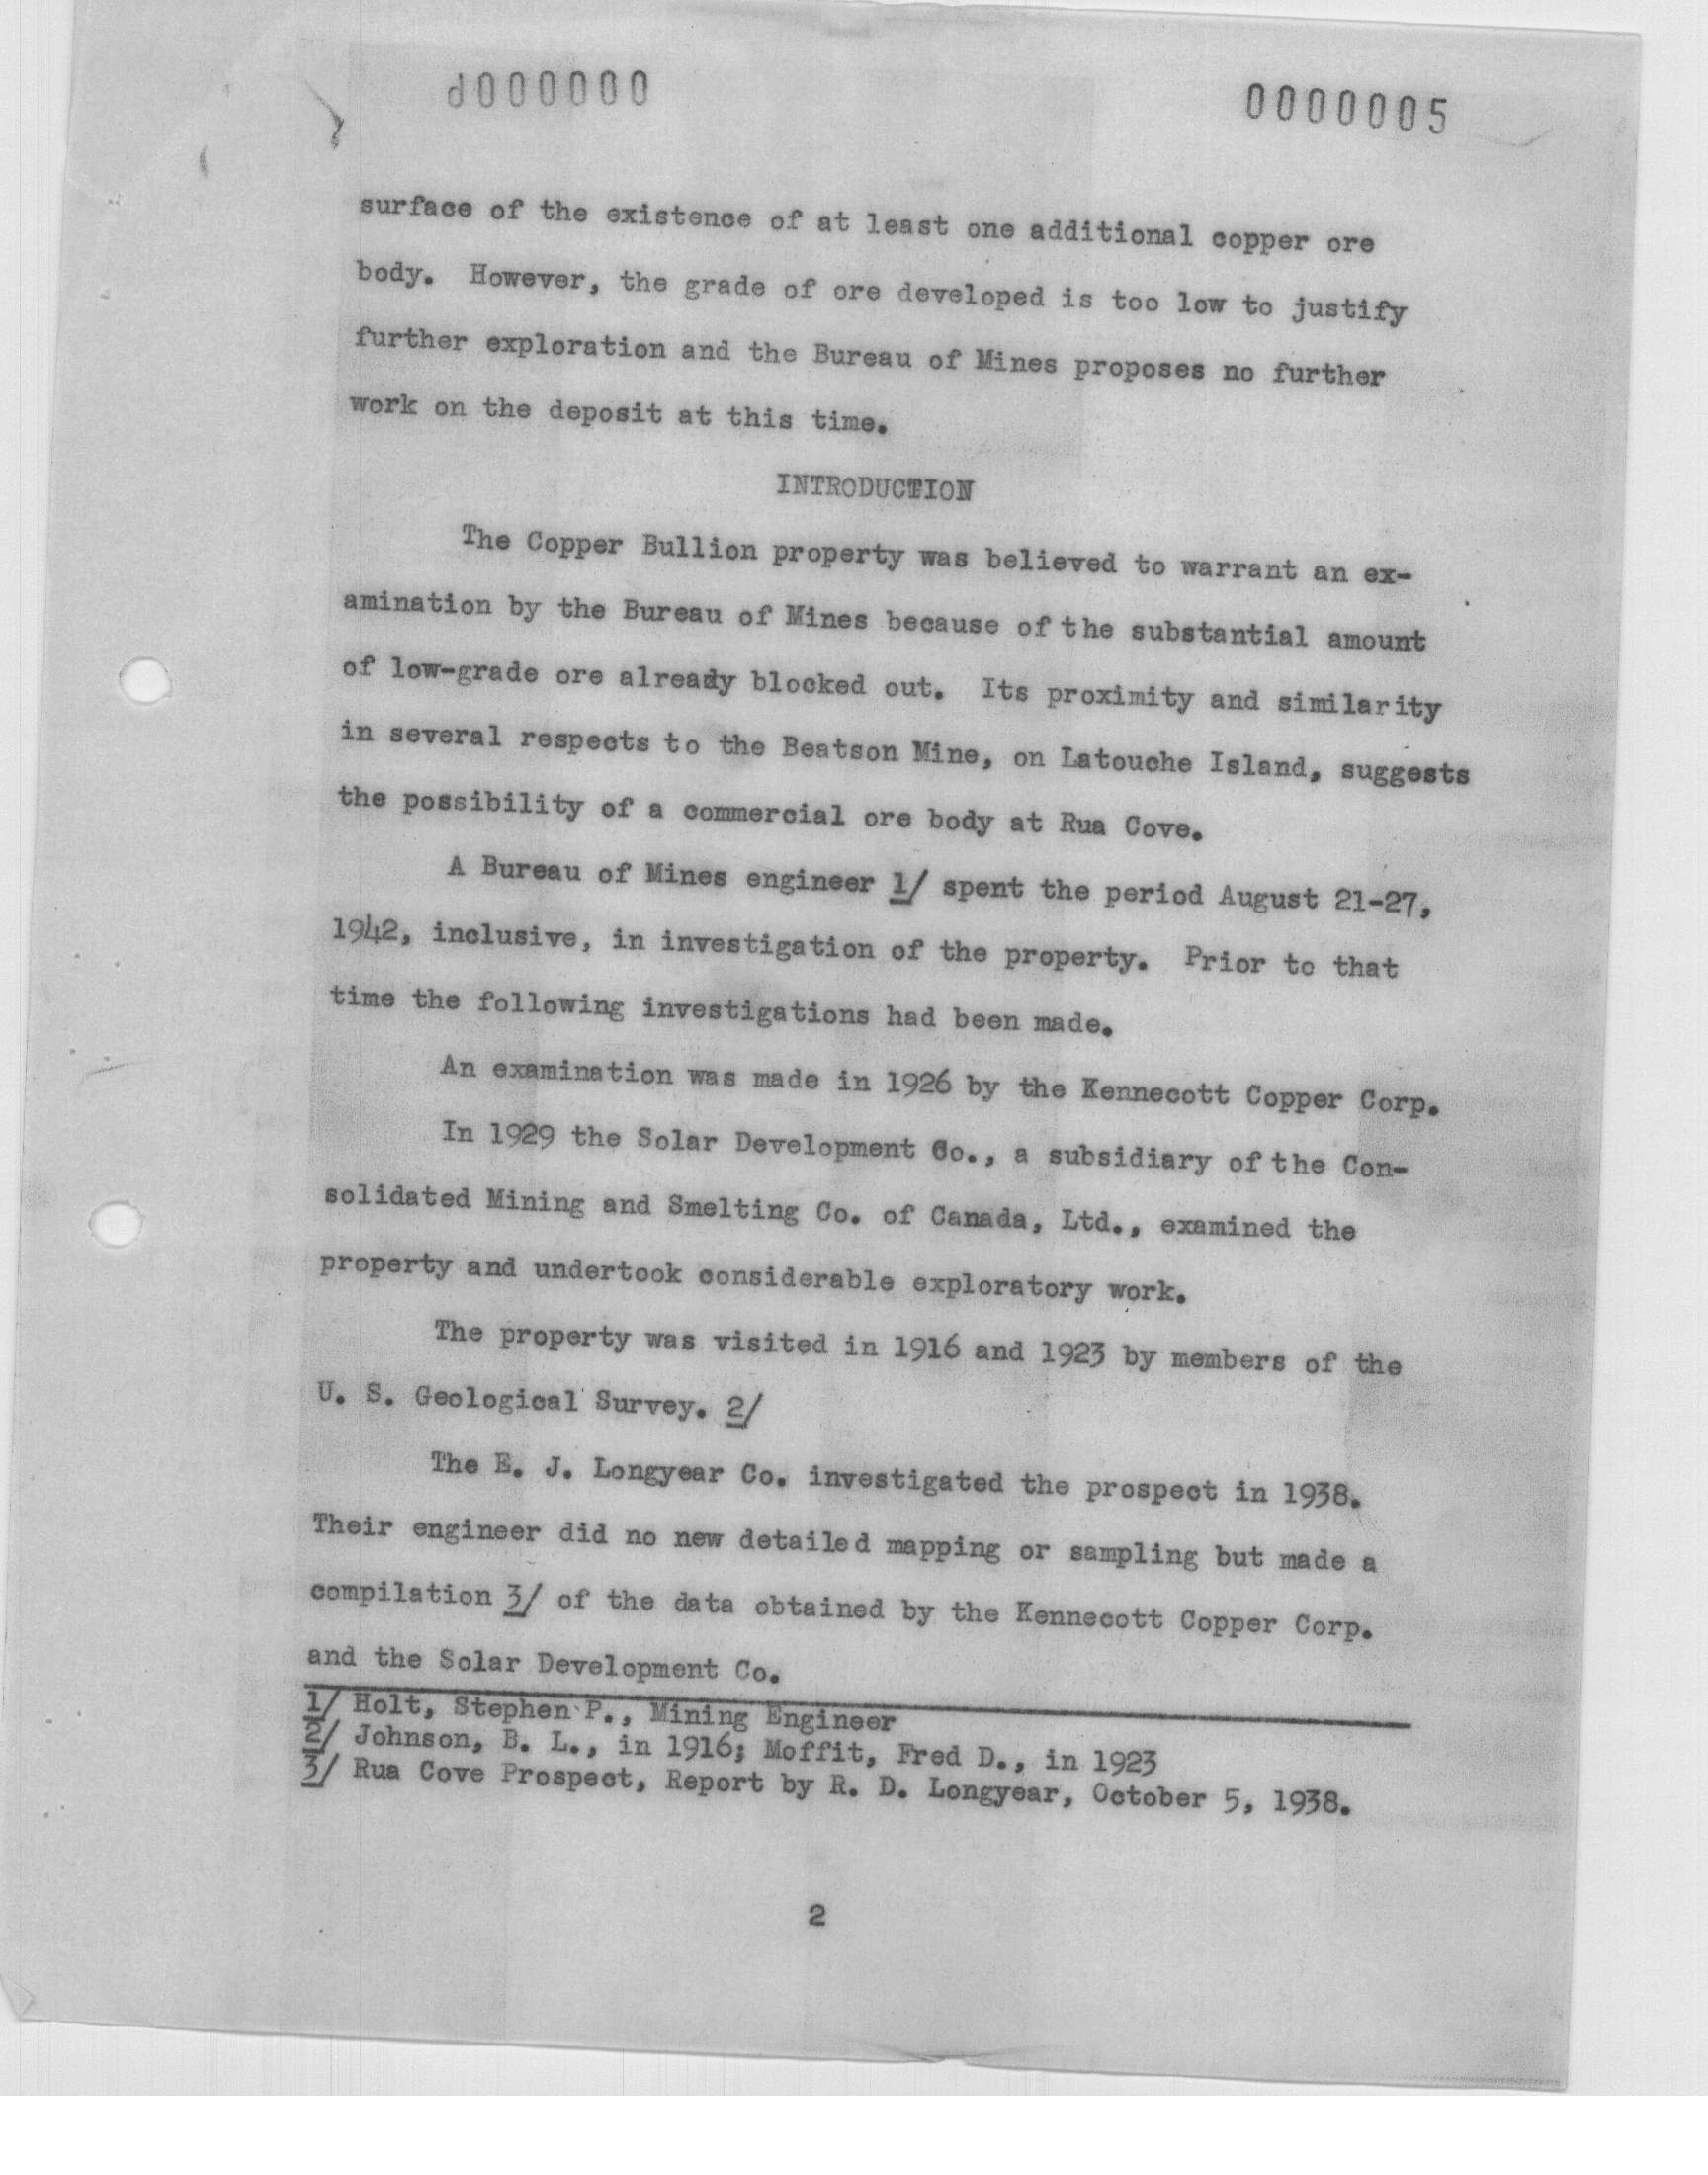 0000005
surface of the existence of at least one additional copper ore
body. However, the grade of ore developed is too low to justify
further exploration and the Bureau of Mines proposes no further
work on the deposit at this time.
INTRODUCTION
The Copper Bullion property was believed to warrant an ex-
amination by the Bureau of Mines because of the substantial amount
of low-grade ore already blocked out. Its proximity and similarity
in several respects to the Beatson Mine, on Latouche Island, suggests
the possibility of a commercial ore body at Rua Cove.
A Bureau of Mines engineer 1/ spent the period August 21-27,
1942, inclusive, in investigation of the property. Prior to that
time the following investigations had been made.
An examination was made in 1926 by the Kennecott Copper Corp.
In 1929 the Solar Development Co., a subsidiary of the Con-
solidated Mining and Smelting Co. of Canada, Ltd., examined the
property and undertook considerable exploratory work.
The property was visited in 1916 and 1923 by members of the
U. S. Geological Survey. 2/
The E. J. Longyear Co. investigated the prospect in 1938.
Their engineer did no new detailed mapping or sampling but made a
compilation 3/ of the data obtained by the Kennecott Copper Corp.
and the Solar Development Co.
1/ Holt, Stephen P., Mining Engineer
2/ Johnson, B. L., in 1916; Moffit, Fred D., in 1923
3/ Rua Cove Prospect, Report by R. D. Longyear, October 5, 1938.
2